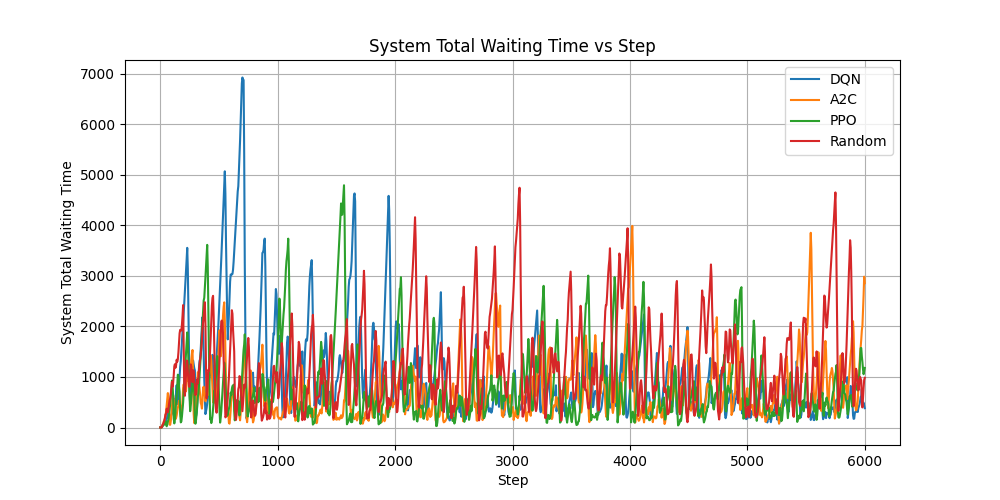 System Total Waiting Time vs Step
System Total Waiting Time
7000
6000
5000
4000
3000
2000
1000
0
DQN
A2C
PPO
Random
0 1000 2000 3000 4000 5000 6000
Step